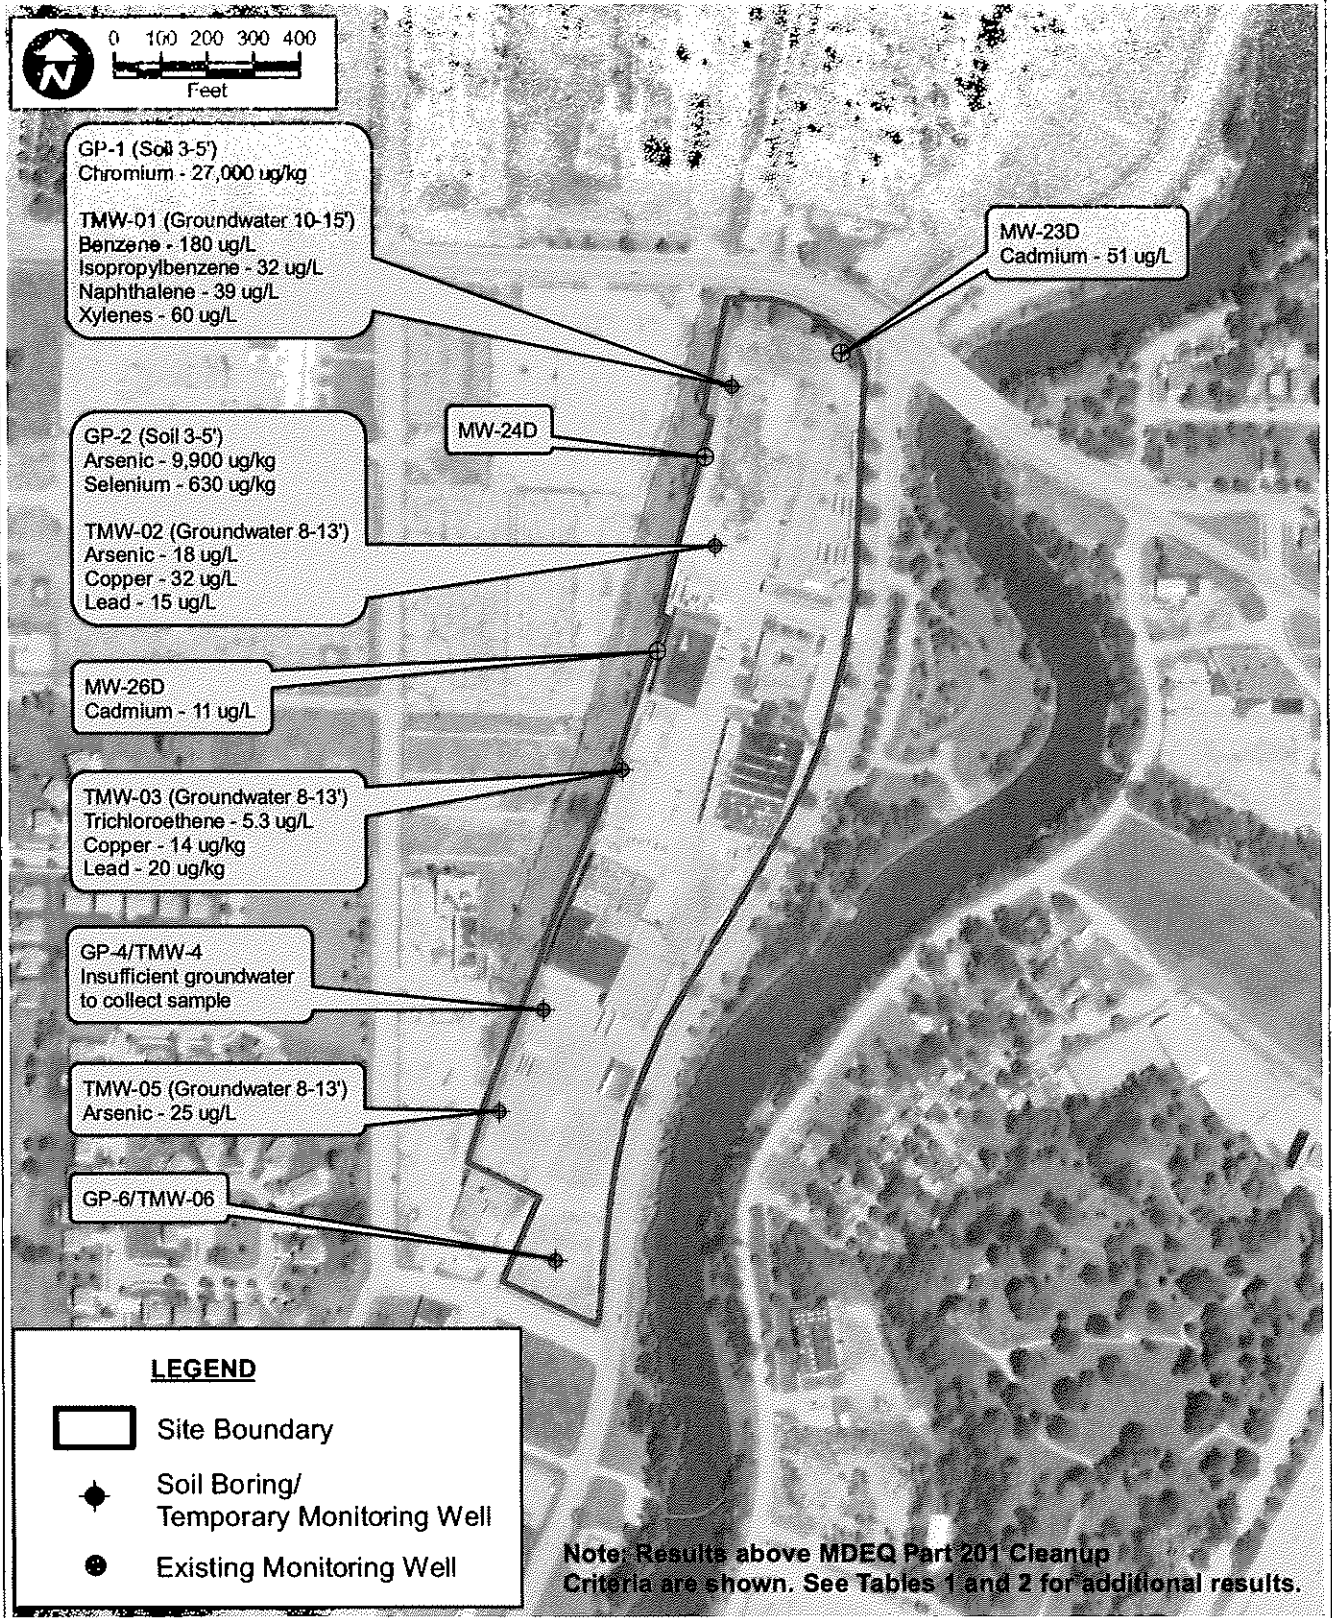 N
0 100 200 300 400
Feet
GP-1 (Soil 3-5')
Chromium - 27,000 ug/kg
TMW-01 (Groundwater 10-15')
Benzene - 180 ug/L
Isopropylbenzene - 32 ug/L
Naphthalene - 39 ug/L
Xylenes - 60 ug/L
MW-23D
Cadmium - 51 ug/L
GP-2 (Soil 3-5')
Arsenic - 9,900 ug/kg
Selenium - 630 ug/kg
TMW-02 (Groundwater 8-13')
Arsenic - 18 ug/L
Copper - 32 ug/L
Lead - 15 ug/L
MW-24D
MW-26D
Cadmium - 11 ug/L
TMW-03 (Groundwater 8-13')
Trichloroethene - 5.3 ug/L
Copper - 14 ug/kg
Lead - 20 ug/kg
GP-4/TMW-4
Insufficient groundwater
to collect sample
TMW-05 (Groundwater 8-13')
Arsenic - 25 ug/L
GP-6/TMW-06
LEGEND
Site Boundary
Soil Boring/
Temporary Monitoring Well
Existing Monitoring Well
Note: Results above MDEQ Part 201 Cleanup
Criteria are shown. See Tables 1 and 2 for additional results.